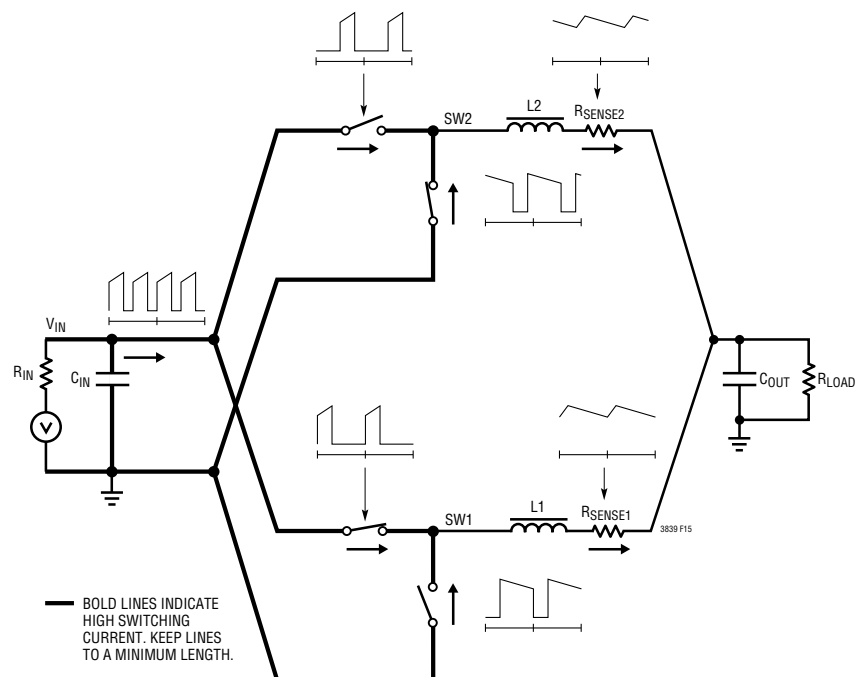 SW2
L2
RSENSE2
VIN
RIN
CIN
V
COUT
RLOAD
SW1
L1
RSENSE1
3839 F15
BOLD LINES INDICATE
HIGH SWITCHING
CURRENT. KEEP LINES
TO A MINIMUM LENGTH.